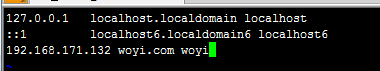 127.0.0.1   localhost.localdomain localhost
::1         localhost6.localdomain6 localhost6
192.168.171.132 woyi.com woyi
~